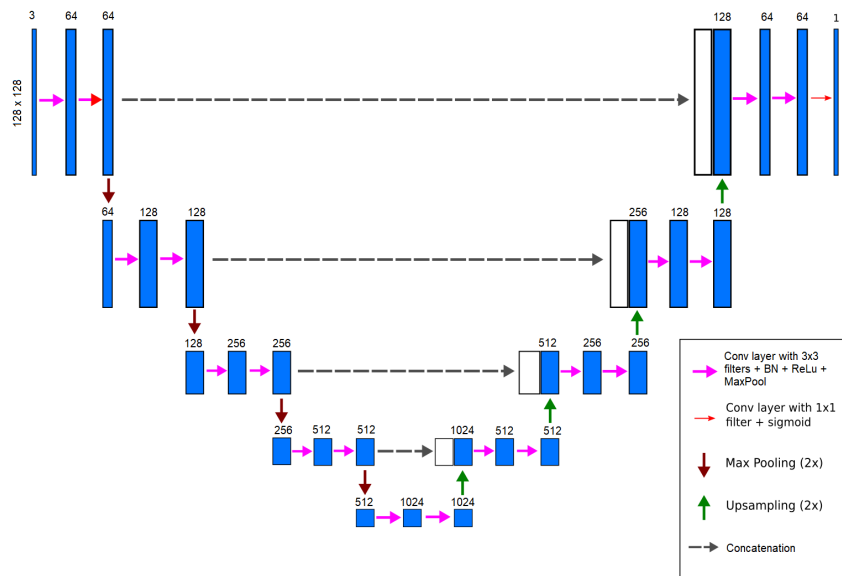 3 64 64 128 64 64 1
128 x 128
64 128 128 256 128 128
128 256 256 512 256 256
256 512 512 1024 512 512
512 1024 1024
Conv layer with 3x3
filters + BN + ReLu +
MaxPool
Conv layer with 1x1
filter + sigmoid
Max Pooling (2x)
Upsampling (2x)
Concatenation